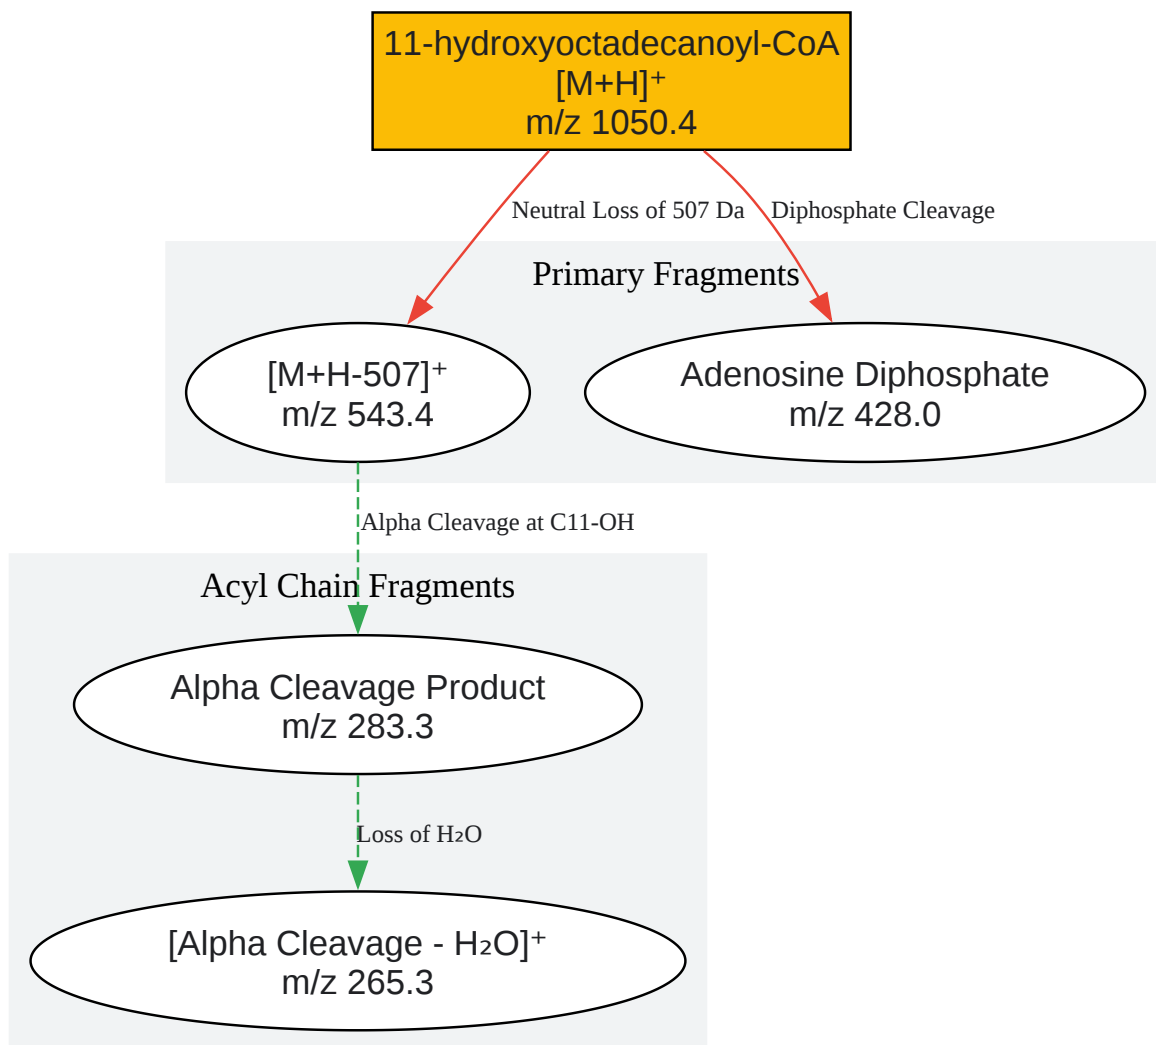 11-hydroxyoctadecanoyl-CoA
[M+H]⁺
m/z 1050.4
Neutral Loss of 507 Da
Diphosphate Cleavage
Primary Fragments
[M+H-507]⁺
m/z 543.4
Adenosine Diphosphate
m/z 428.0
Alpha Cleavage at C11-OH
Acyl Chain Fragments
Alpha Cleavage Product
m/z 283.3
Loss of H₂O
[Alpha Cleavage - H₂O]⁺
m/z 265.3